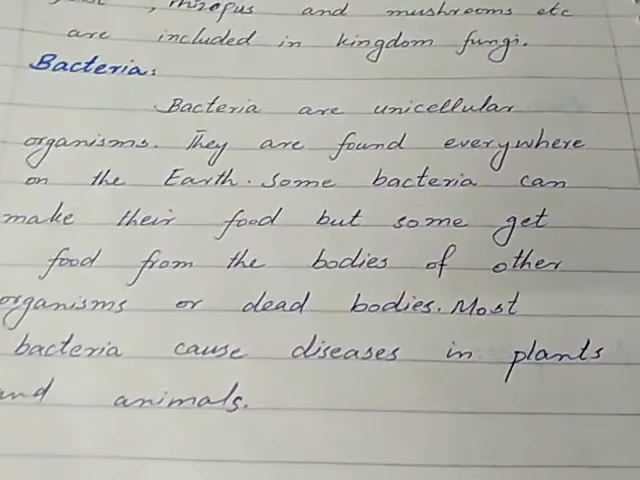 , rhizopus and mushrooms etc
are included in kingdom fungi.
Bacteria:
Bacteria are unicellular
organisms. They are found everywhere
on the Earth. Some bacteria can
make their food but some get
food from the bodies of other
organisms or dead bodies. Most
bacteria cause diseases in plants
and animals.